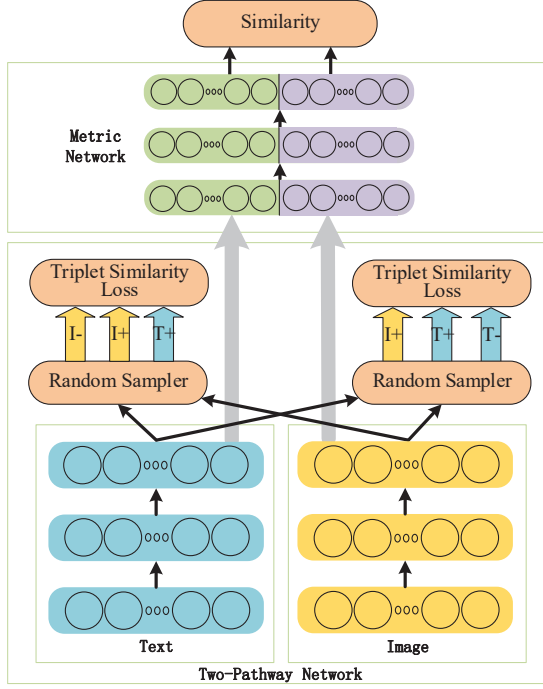 Similarity
Metric
Network
Triplet Similarity
Loss
Triplet Similarity
Loss
I-
I+
T+
I+
T+
T-
Random Sampler
Random Sampler
Text
Image
Two-Pathway Network